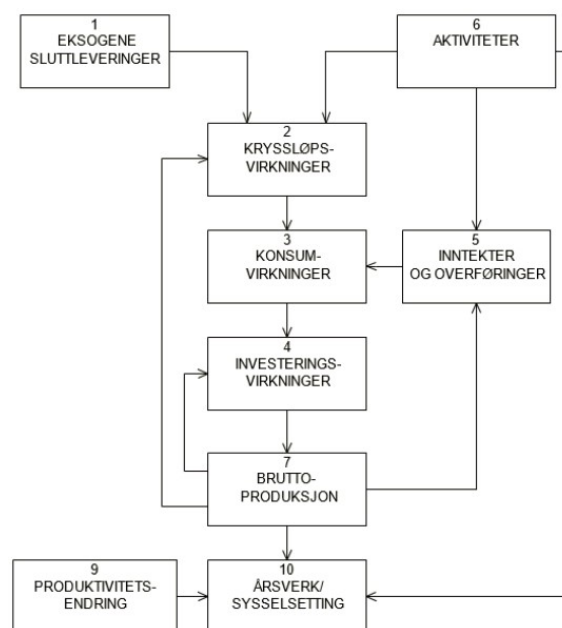 1
EKSOGENE
SLUTTLEVERINGER
6
AKTIVITETER
2
KRYSSLØPS-
VIRKNINGER
3
KONSUM-
VIRKNINGER
5
INNTEKTER
OG OVERFØRINGER
4
INVESTERINGS-
VIRKNINGER
7
BRUTTO-
PRODUKSJON
9
PRODUKTIVITETS-
ENDRING
10
ÅRSVERK/
SYSSELSETTING